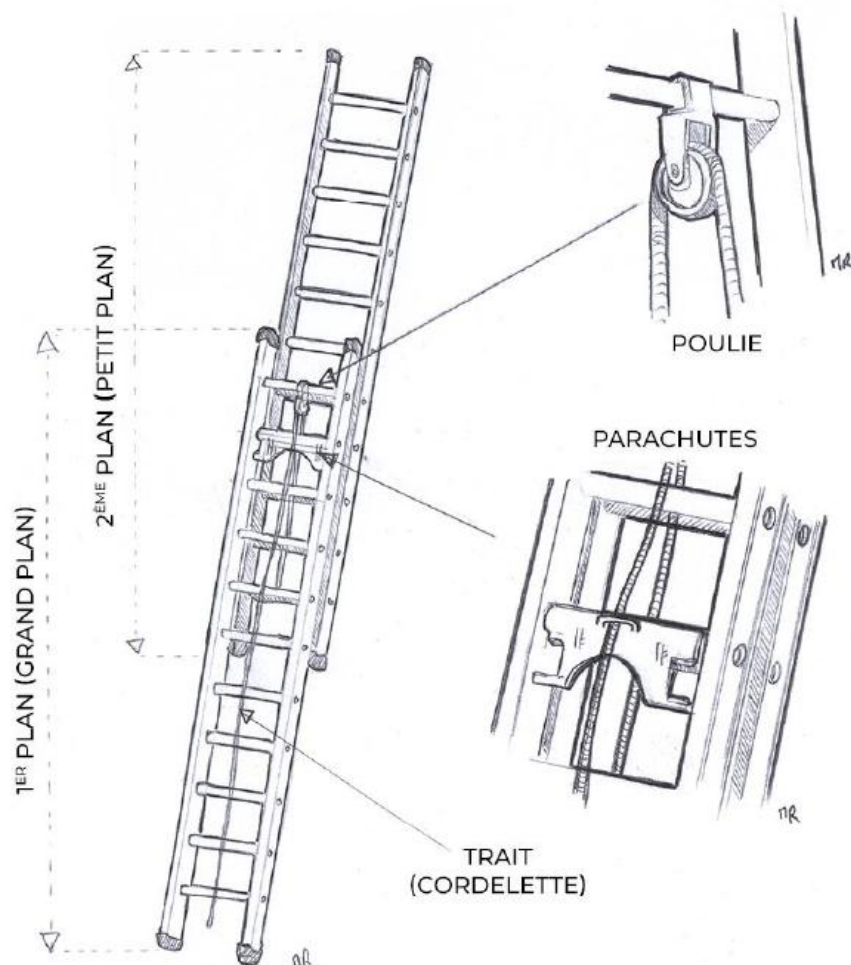 POULIE
PARACHUTES
2ÈME PLAN (PETIT PLAN)
1ER PLAN (GRAND PLAN)
TRAIT
(CORDELETTE)